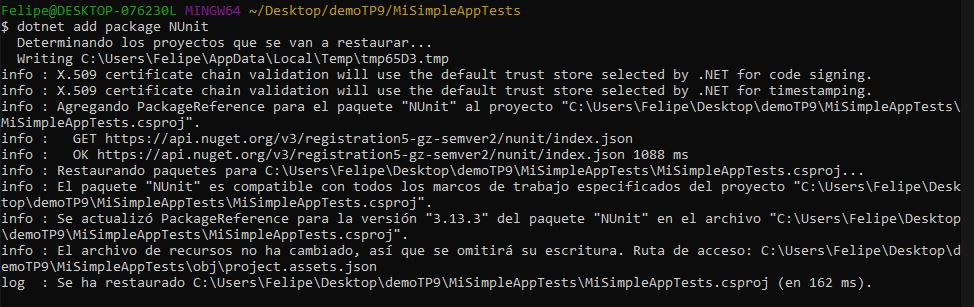 Felipe@DESKTOP-076230L MINGW64 ~/Desktop/demoTP9/MiSimpleAppTests
$ dotnet add package NUnit
  Determinando los proyectos que se van a restaurar...
  Writing C:\Users\Felipe\AppData\Local\Temp\tmp65D3.tmp
info : X.509 certificate chain validation will use the default trust store selected by .NET for code signing.
info : X.509 certificate chain validation will use the default trust store selected by .NET for timestamping.
info : Agregando PackageReference para el paquete "NUnit" al proyecto "C:\Users\Felipe\Desktop\demoTP9\MiSimpleAppTests\
MiSimpleAppTests.csproj".
info :   GET https://api.nuget.org/v3/registration5-gz-semver2/nunit/index.json
info :   OK https://api.nuget.org/v3/registration5-gz-semver2/nunit/index.json 1088 ms
info : Restaurando paquetes para C:\Users\Felipe\Desktop\demoTP9\MiSimpleAppTests\MiSimpleAppTests.csproj...
info : El paquete "NUnit" es compatible con todos los marcos de trabajo especificados del proyecto "C:\Users\Felipe\Desk
top\demoTP9\MiSimpleAppTests\MiSimpleAppTests.csproj".
info : Se actualizó PackageReference para la versión "3.13.3" del paquete "NUnit" en el archivo "C:\Users\Felipe\Desktop
\demoTP9\MiSimpleAppTests\MiSimpleAppTests.csproj".
info : El archivo de recursos no ha cambiado, así que se omitirá su escritura. Ruta de acceso: C:\Users\Felipe\Desktop\d
emoTP9\MiSimpleAppTests\obj\project.assets.json
log  : Se ha restaurado C:\Users\Felipe\Desktop\demoTP9\MiSimpleAppTests\MiSimpleAppTests.csproj (en 162 ms).